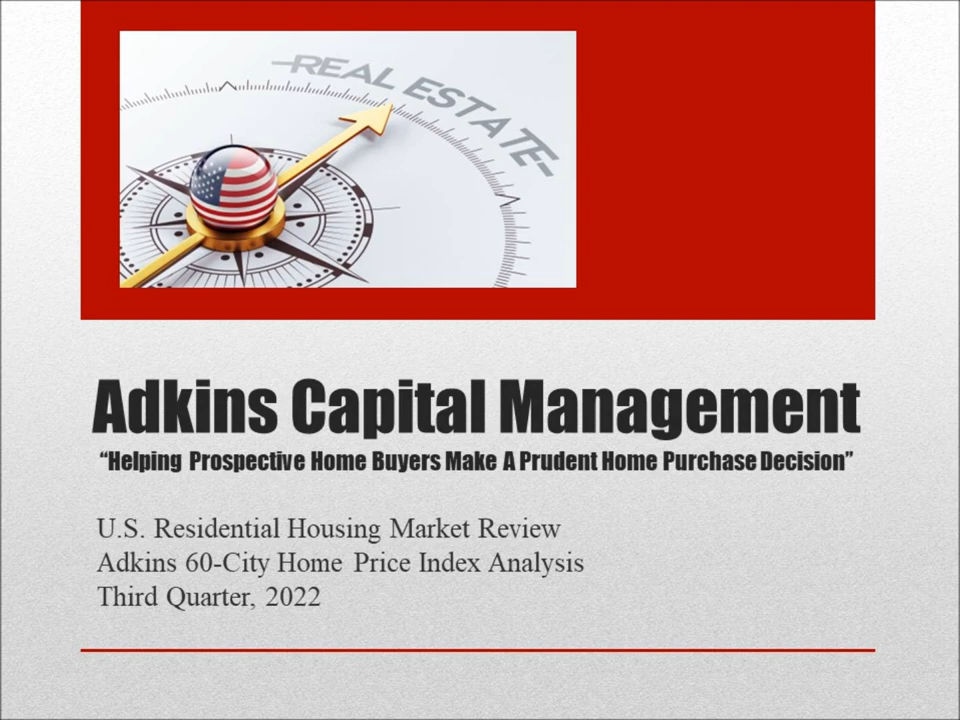 REAL ESTATE
Adkins Capital Management
“Helping Prospective Home Buyers Make A Prudent Home Purchase Decision”
U.S. Residential Housing Market Review
Adkins 60-City Home Price Index Analysis
Third Quarter, 2022